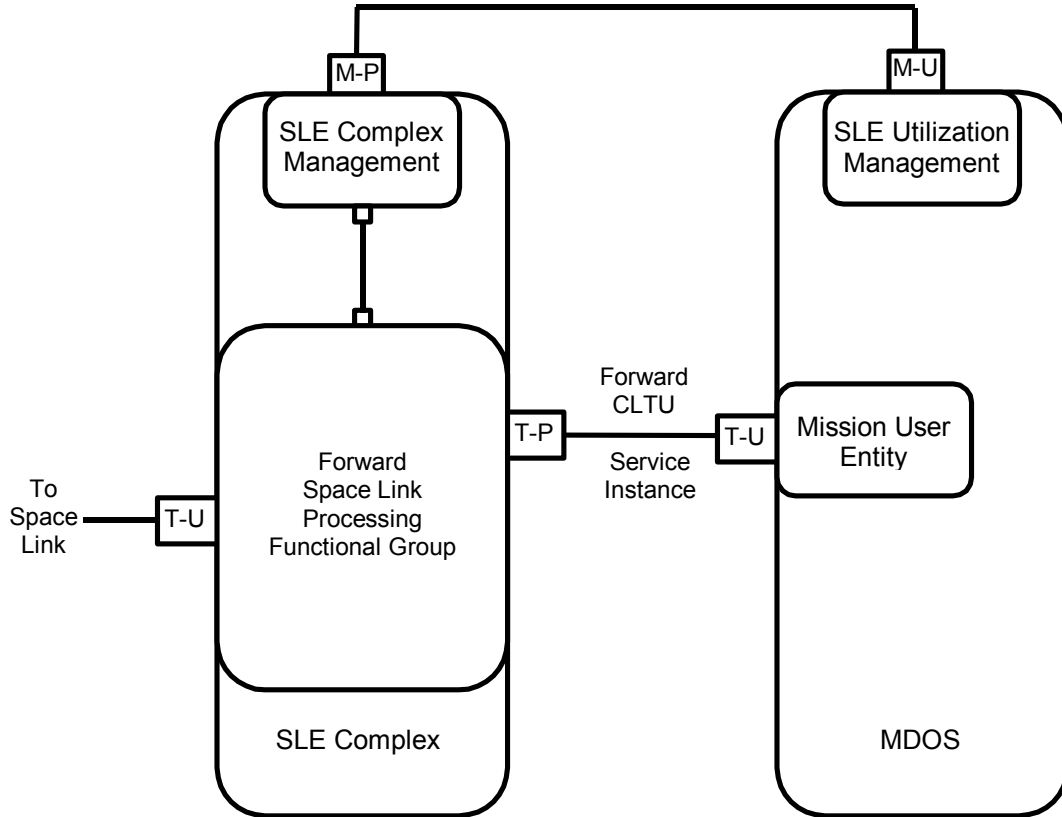 M-P
M-U
SLE Complex
Management
SLE Utilization
Management
Forward
CLTU
T-P
T-U
Mission User
Entity
Service
Instance
Forward
Space Link
Processing
Functional Group
To
Space
Link
T-U
SLE Complex
MDOS